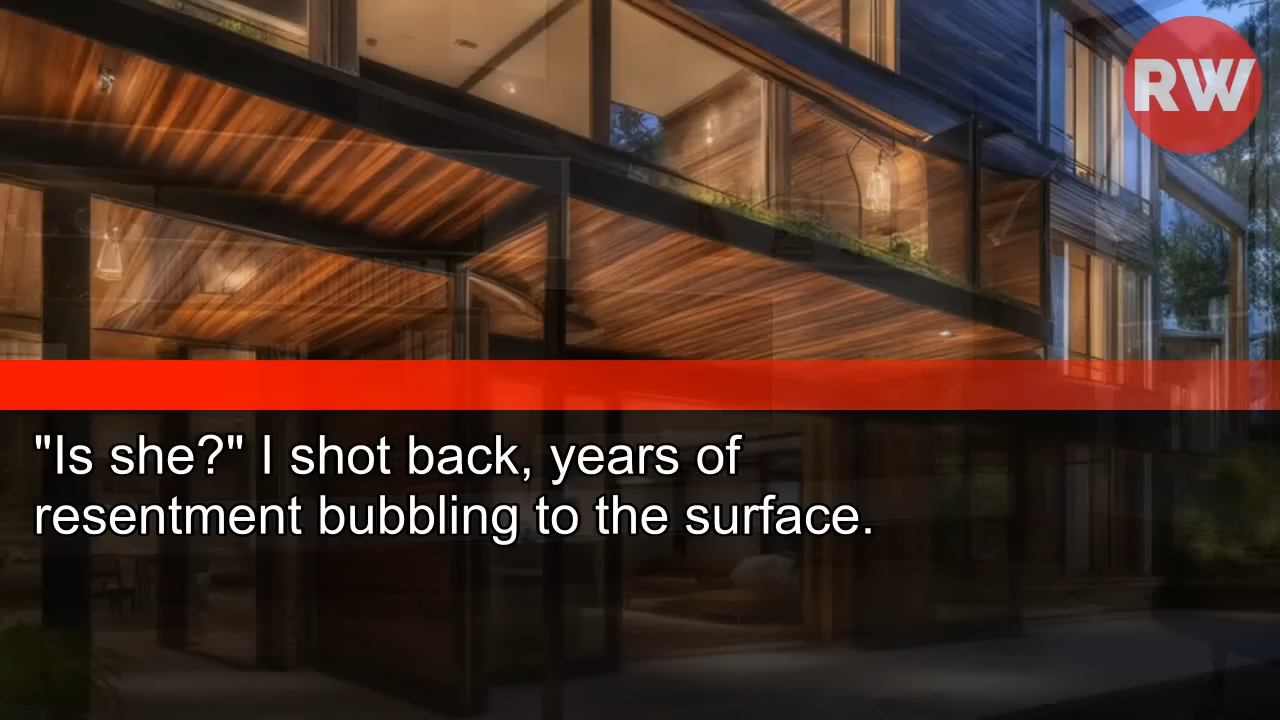 RW
"Is she?" I shot back, years of
resentment bubbling to the surface.